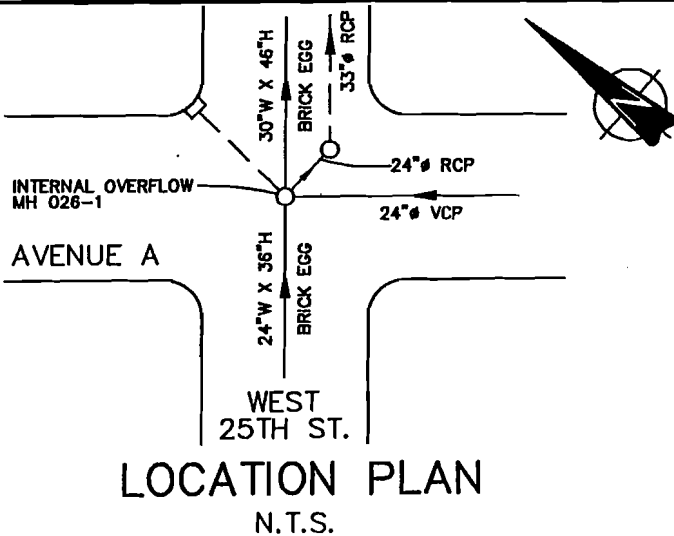 30"W X 46"H
BRICK EGG
33"ø RCP
24"ø RCP
INTERNAL OVERFLOW
MH 026-1
24"ø VCP
AVENUE A
24"W X 36"H
BRICK EGG
WEST
25TH ST.
LOCATION PLAN
N.T.S.